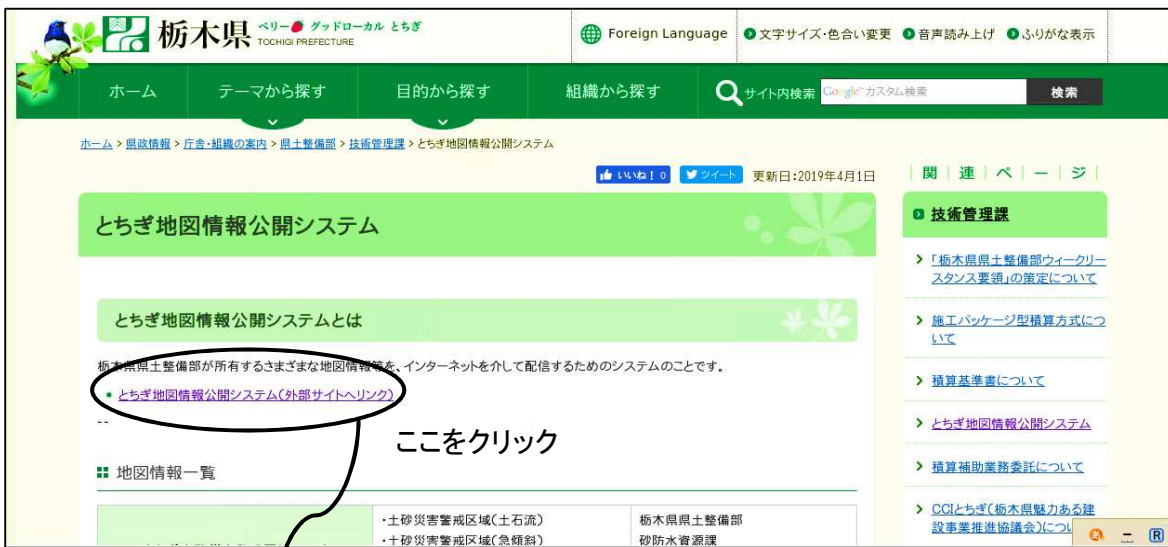 栃木県 ベリー グッドローカル とちぎ
TOCHIGI PREFECTURE
Foreign Language 文字サイズ・色合い変更 音声読み上げ ふりがな表示
ホーム テーマから探す 目的から探す 組織から探す サイト内検索 Google カスタム検索 検索
ホーム > 県政情報 > 庁舎・組織の案内 > 県土整備部 > 技術管理課 > とちぎ地図情報公開システム
いいね! 0 ツイート 更新日:2019年4月1日
関連ページ
とちぎ地図情報公開システム
技術管理課
「栃木県県土整備部ウィークリー
スタンス要領」の策定について
とちぎ地図情報公開システムとは
施工パッケージ型積算方式につ
いて
栃木県県土整備部が所有するさまざまな地図情報等を、インターネットを介して配信するためのシステムのことです。
積算基準書について
・とちぎ地図情報公開システム(外部サイトへリンク)
--
とちぎ地図情報公開システム
ここをクリック
地図情報一覧
積算補助業務委託について
CCIとちぎ(栃木県魅力ある建
設事業推進協議会)につい
・土砂災害警戒区域(土石流) 栃木県県土整備部
・土砂災害警戒区域(急傾斜) 砂防水資源課